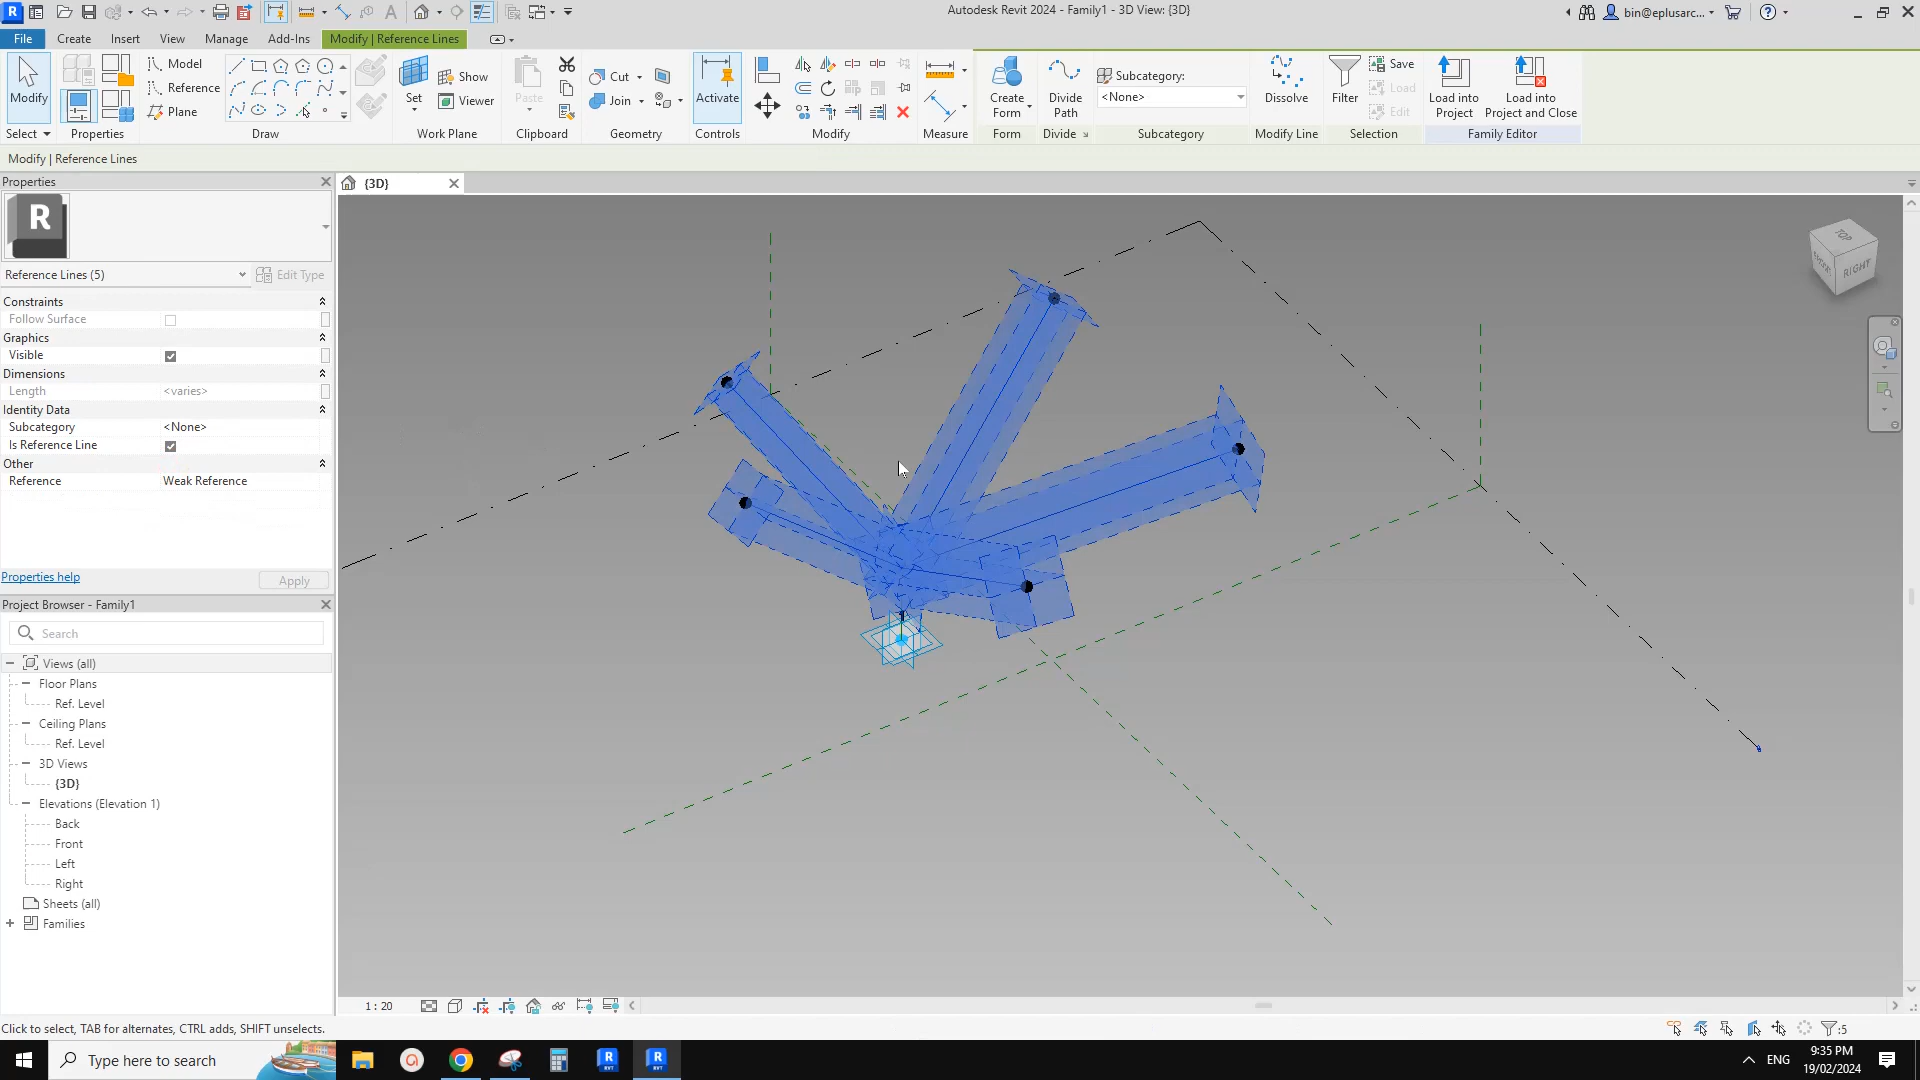 Autodesk Revit 2024 - Family1 - 3D View: {3D}
bin@eplusarc...
File Create Insert View Manage Add-Ins Modify | Reference Lines
Modify
Select
Properties
Model
Reference
Plane
Draw
Set
Show
Viewer
Work Plane
Paste
Clipboard
Cut
Join
Geometry
Activate
Controls
Modify
Measure
Create
Form
Form
Divide
Path
Divide
Subcategory:
<None>
Subcategory
Dissolve
Modify Line
Filter
Save
Load
Edit
Selection
Load into
Project
Load into
Project and Close
Family Editor
Modify | Reference Lines
Properties
{3D}
R
Reference Lines (5)
Edit Type
Constraints
Follow Surface
Graphics
Visible
Dimensions
Length <varies>
Identity Data
Subcategory <None>
Is Reference Line
Other
Reference Weak Reference
Properties help
Apply
Project Browser - Family1
Search
Views (all)
Floor Plans
Ref. Level
Ceiling Plans
Ref. Level
3D Views
{3D}
Elevations (Elevation 1)
Back
Front
Left
Right
Sheets (all)
Families
TOP
FRONT
RIGHT
1 : 20
Click to select, TAB for alternates, CTRL adds, SHIFT unselects.
:5
Type here to search
ENG
9:35 PM
19/02/2024